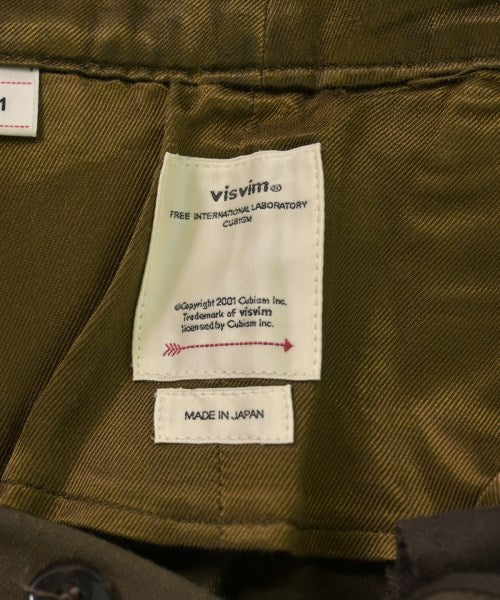 1
visvim®
FREE INTERNATIONAL LABORATORY
CUBISM
©Copyright 2001 Cubism Inc.
Trademark of visvim
licensed by Cubism Inc.
MADE IN JAPAN